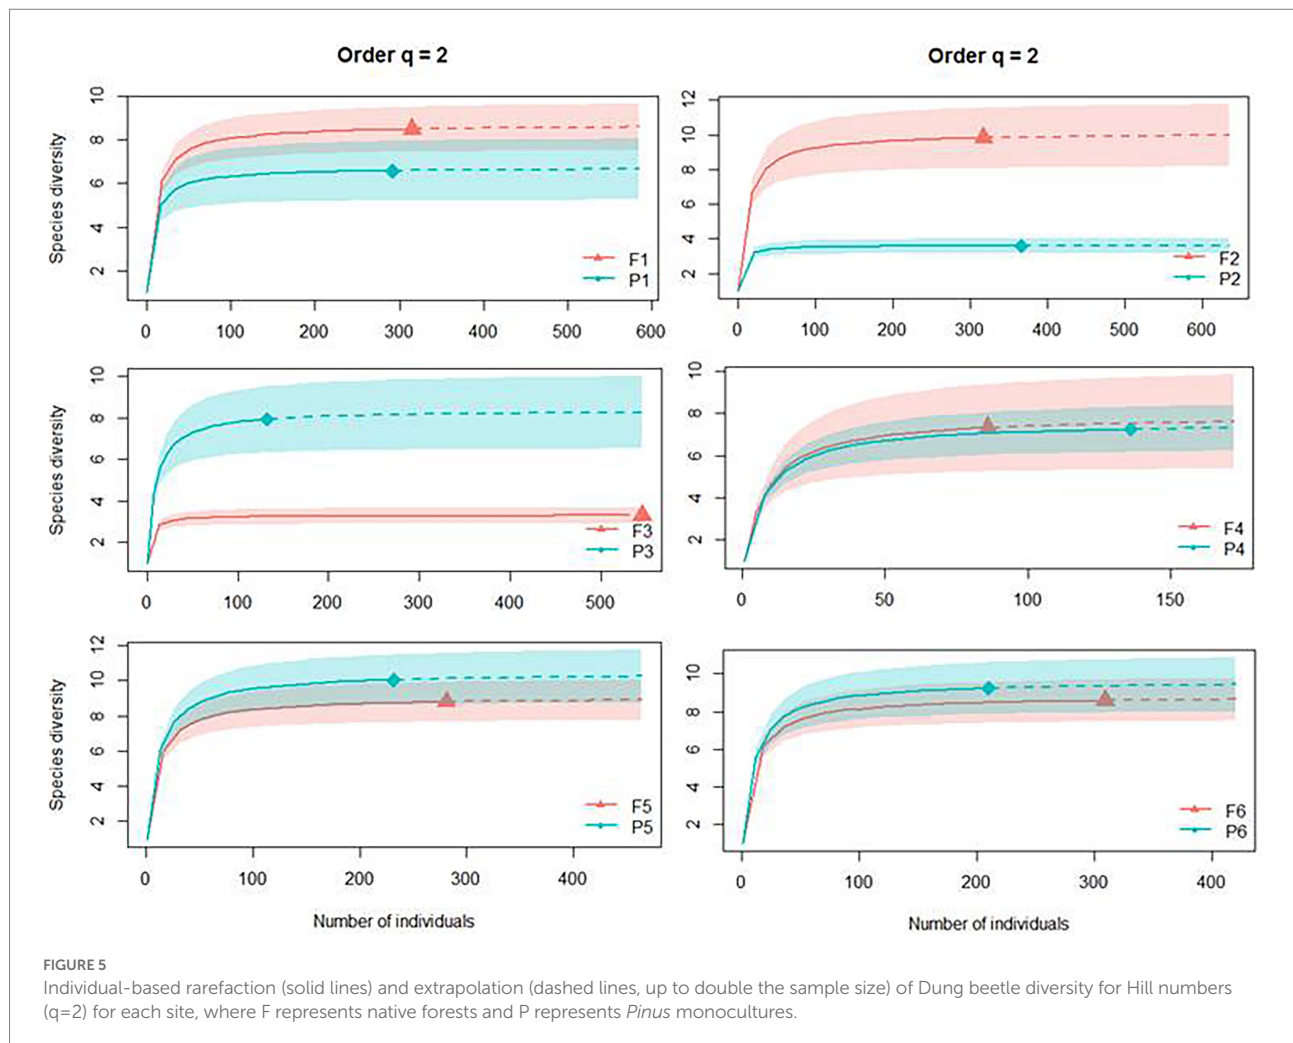 Order q = 2
Order q = 2
Species diversity
10
8
6
4
2
F1
P1
0 100 200 300 400 500 600
12
10
8
6
4
2
F2
P2
0 100 200 300 400 500 600
Species diversity
10
8
6
4
2
F3
P3
0 100 200 300 400 500
10
8
6
4
2
F4
P4
0 50 100 150
Species diversity
12
10
8
6
4
2
F5
P5
0 100 200 300 400
Number of individuals
10
8
6
4
2
F6
P6
0 100 200 300 400
Number of individuals
FIGURE 5
Individual-based rarefaction (solid lines) and extrapolation (dashed lines, up to double the sample size) of Dung beetle diversity for Hill numbers
(q=2) for each site, where F represents native forests and P represents Pinus monocultures.